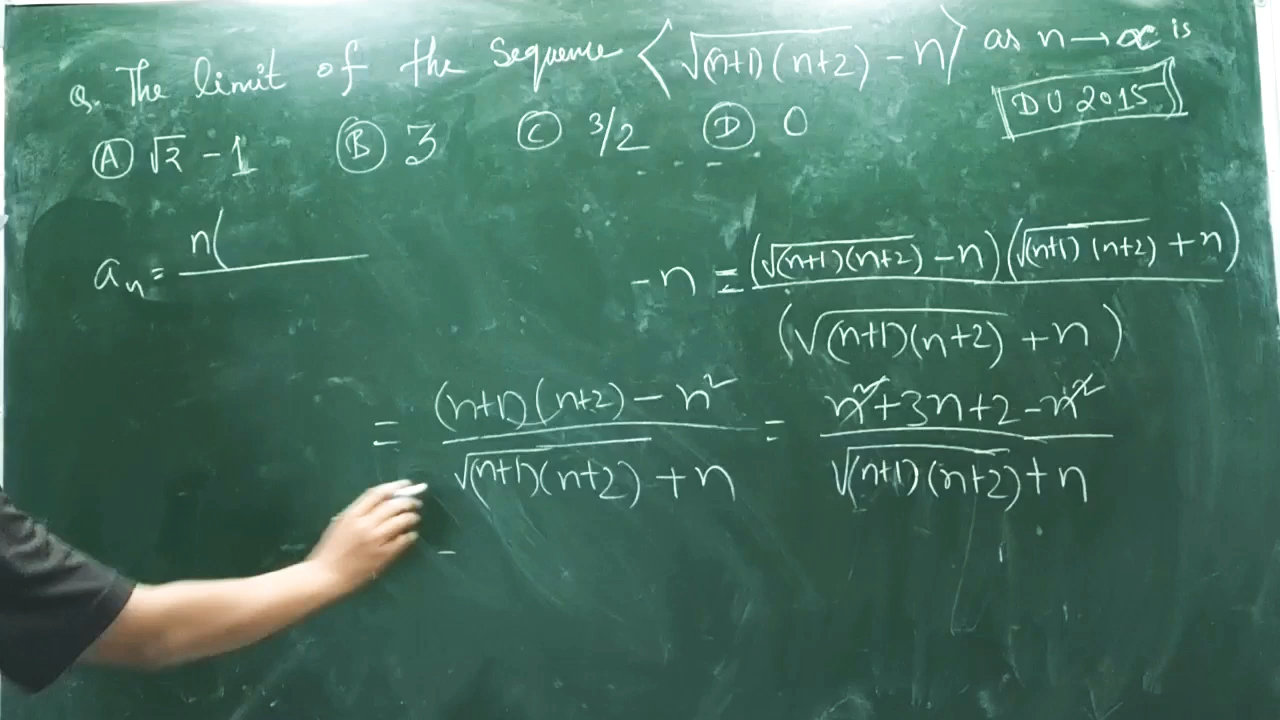 Q. The limit of the Sequence ⟨√(n+1)(n+2) - n⟩ as n → ∞ is
DU 2015
(A) √2 - 1 (B) 3 (C) 3/2 (D) 0
aₙ = n(
- n = (√(n+1)(n+2) - n)(√(n+1)(n+2) + n) / (√(n+1)(n+2) + n)
= (n+1)(n+2) - n² / √(n+1)(n+2) + n = n² + 3n + 2 - n² / √(n+1)(n+2) + n